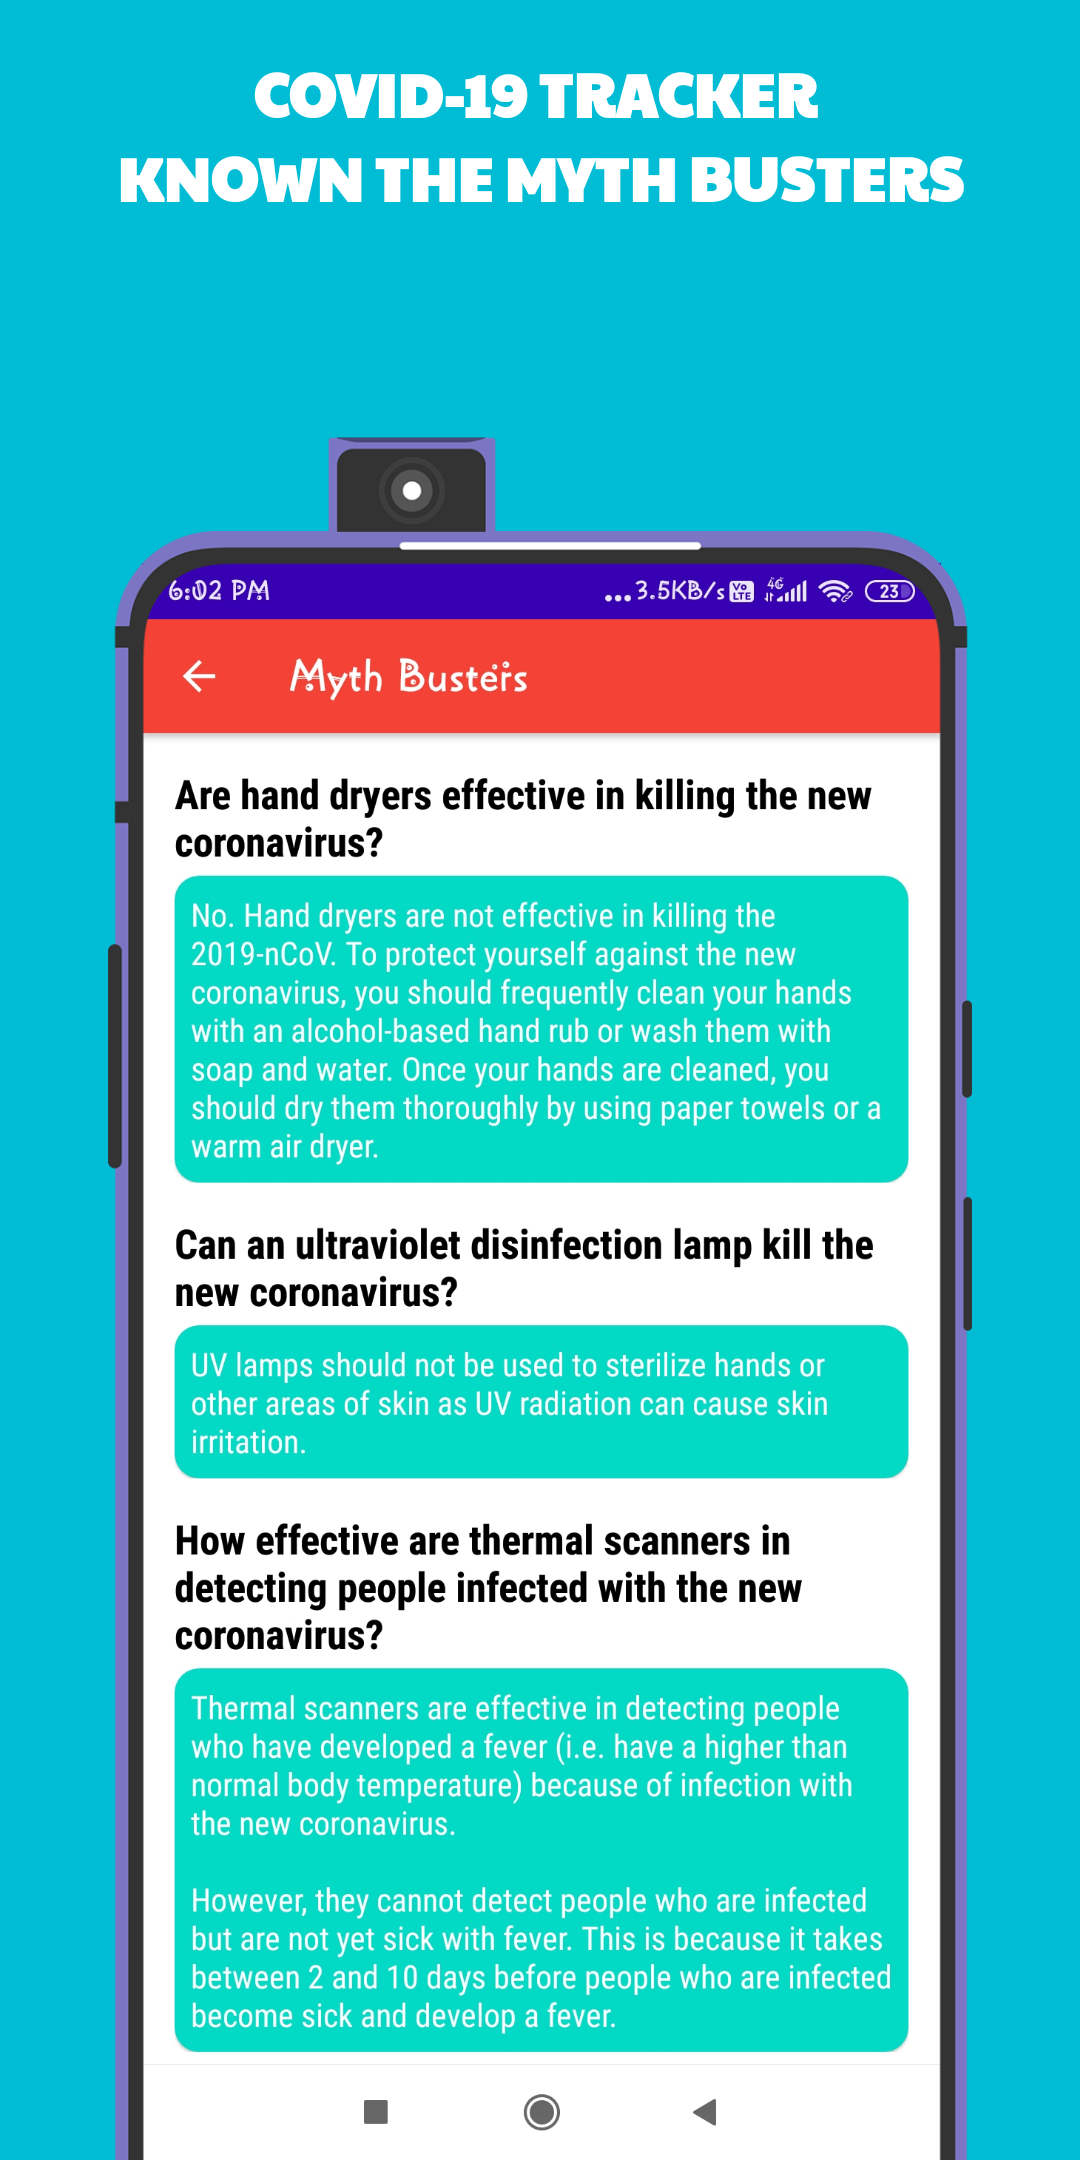 COVID-19 TRACKER
KNOWN THE MYTH BUSTERS
6:02 PM
...3.5KB/s Vo LTE 4G 23
Myth Busters
Are hand dryers effective in killing the new
coronavirus?
No. Hand dryers are not effective in killing the
2019-nCoV. To protect yourself against the new
coronavirus, you should frequently clean your hands
with an alcohol-based hand rub or wash them with
soap and water. Once your hands are cleaned, you
should dry them thoroughly by using paper towels or a
warm air dryer.
Can an ultraviolet disinfection lamp kill the
new coronavirus?
UV lamps should not be used to sterilize hands or
other areas of skin as UV radiation can cause skin
irritation.
How effective are thermal scanners in
detecting people infected with the new
coronavirus?
Thermal scanners are effective in detecting people
who have developed a fever (i.e. have a higher than
normal body temperature) because of infection with
the new coronavirus.
However, they cannot detect people who are infected
but are not yet sick with fever. This is because it takes
between 2 and 10 days before people who are infected
become sick and develop a fever.